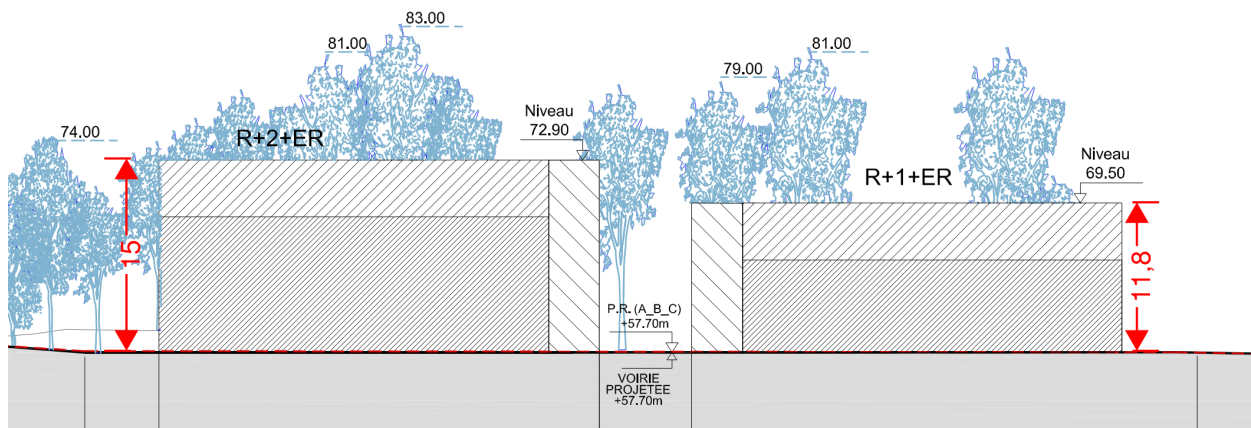 83.00
81.00
81.00
79.00
74.00
R+2+ER
Niveau
72.90
R+1+ER
Niveau
69.50
15
11,8
P.R. (A_B_C)
+57.70m
VOIRIE
PROJETEE
+57.70m